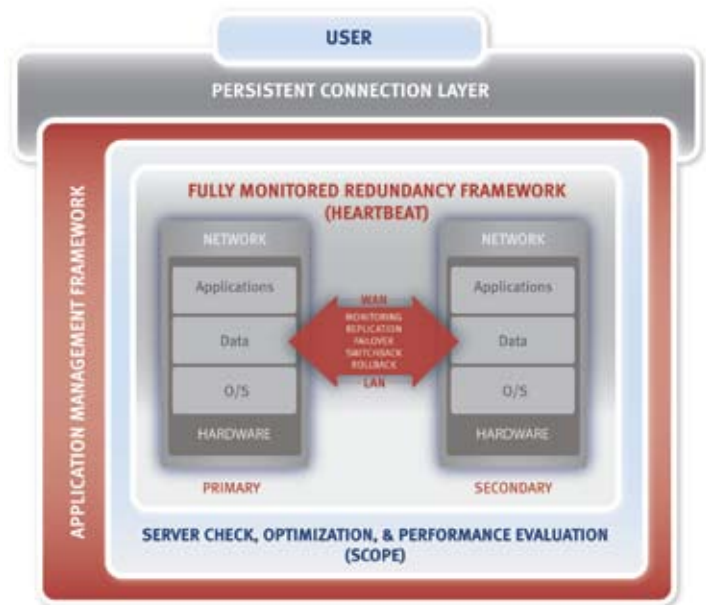 USER
PERSISTENT CONNECTION LAYER
APPLICATION MANAGEMENT FRAMEWORK
FULLY MONITORED REDUNDANCY FRAMEWORK
(HEARTBEAT)
NETWORK
Applications
Data
O/S
HARDWARE
PRIMARY
WAN
MONITORING
REPLICATION
FAILOVER
SWITCHBACK
ROLLBACK
LAN
NETWORK
Applications
Data
O/S
HARDWARE
SECONDARY
SERVER CHECK, OPTIMIZATION, & PERFORMANCE EVALUATION
(SCOPE)